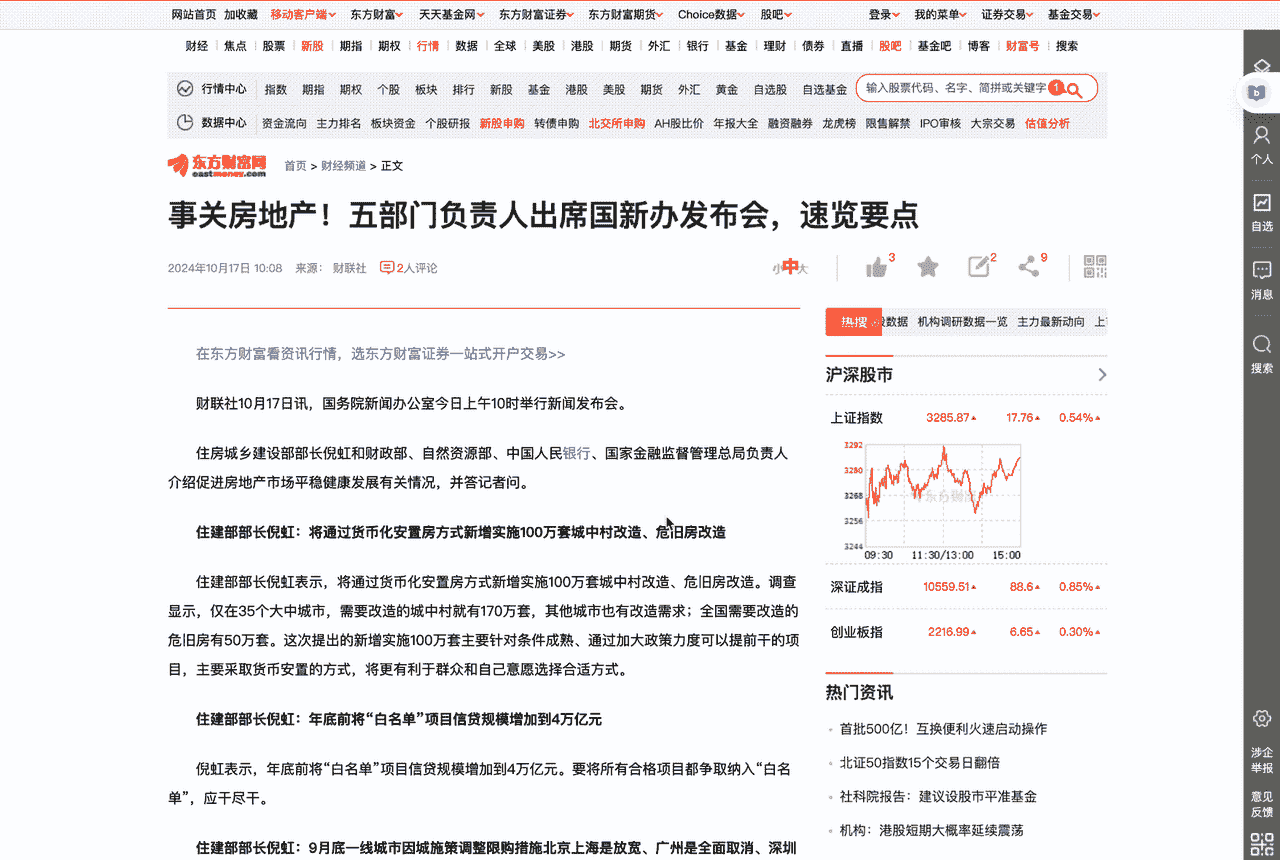 网站首页 加收藏 移动客户端 东方财富 天天基金网 东方财富证券 东方财富期货 Choice数据 股吧 登录 我的菜单 证券交易 基金交易
财经 焦点 股票 新股 期指 期权 行情 数据 全球 美股 港股 期货 外汇 银行 基金 理财 债券 直播 股吧 基金吧 博客 财富号 搜索
行情中心 指数 期指 期权 个股 板块 排行 新股 基金 港股 美股 期货 外汇 黄金 自选股 自选基金 输入股票代码、名字、简拼或关键字 1
数据中心 资金流向 主力排名 板块资金 个股研报 新股申购 转债申购 北交所申购 AH股比价 年报大全 融资融券 龙虎榜 限售解禁 IPO审核 大宗交易 估值分析
东方财富网
eastmoney.com
首页 > 财经频道 > 正文
事关房地产！五部门负责人出席国新办发布会，速览要点
2024年10月17日 10:08 来源： 财联社 2人评论
小 中 大 3 2 9
在东方财富看资讯行情，选东方财富证券一站式开户交易>>
财联社10月17日讯，国务院新闻办公室今日上午10时举行新闻发布会。
住房城乡建设部部长倪虹和财政部、自然资源部、中国人民银行、国家金融监督管理总局负责人
介绍促进房地产市场平稳健康发展有关情况，并答记者问。
住建部部长倪虹：将通过货币化安置房方式新增实施100万套城中村改造、危旧房改造
住建部部长倪虹表示，将通过货币化安置房方式新增实施100万套城中村改造、危旧房改造。调查
显示，仅在35个大中城市，需要改造的城中村就有170万套，其他城市也有改造需求；全国需要改造的
危旧房有50万套。这次提出的新增实施100万套主要针对条件成熟、通过加大政策力度可以提前干的项
目，主要采取货币安置的方式，将更有利于群众和自己意愿选择合适方式。
住建部部长倪虹：年底前将“白名单”项目信贷规模增加到4万亿元
倪虹表示，年底前将“白名单”项目信贷规模增加到4万亿元。要将所有合格项目都争取纳入“白名
单”，应干尽干。
住建部部长倪虹：9月底一线城市因城施策调整限购措施北京上海是放宽、广州是全面取消、深圳
热搜 数据 机构调研数据一览 主力最新动向
沪深股市
上证指数 3285.87 17.76 0.54%
3292
3280
3268
3256
3244
09:30 11:30/13:00 15:00
东方财富
深证成指 10559.51 88.6 0.85%
创业板指 2216.99 6.65 0.30%
热门资讯
首批500亿！互换便利火速启动操作
北证50指数15个交易日翻倍
社科院报告：建议设股市平准基金
机构：港股短期大概率延续震荡
个人
自选
消息
搜索
涉企
举报
意见
反馈